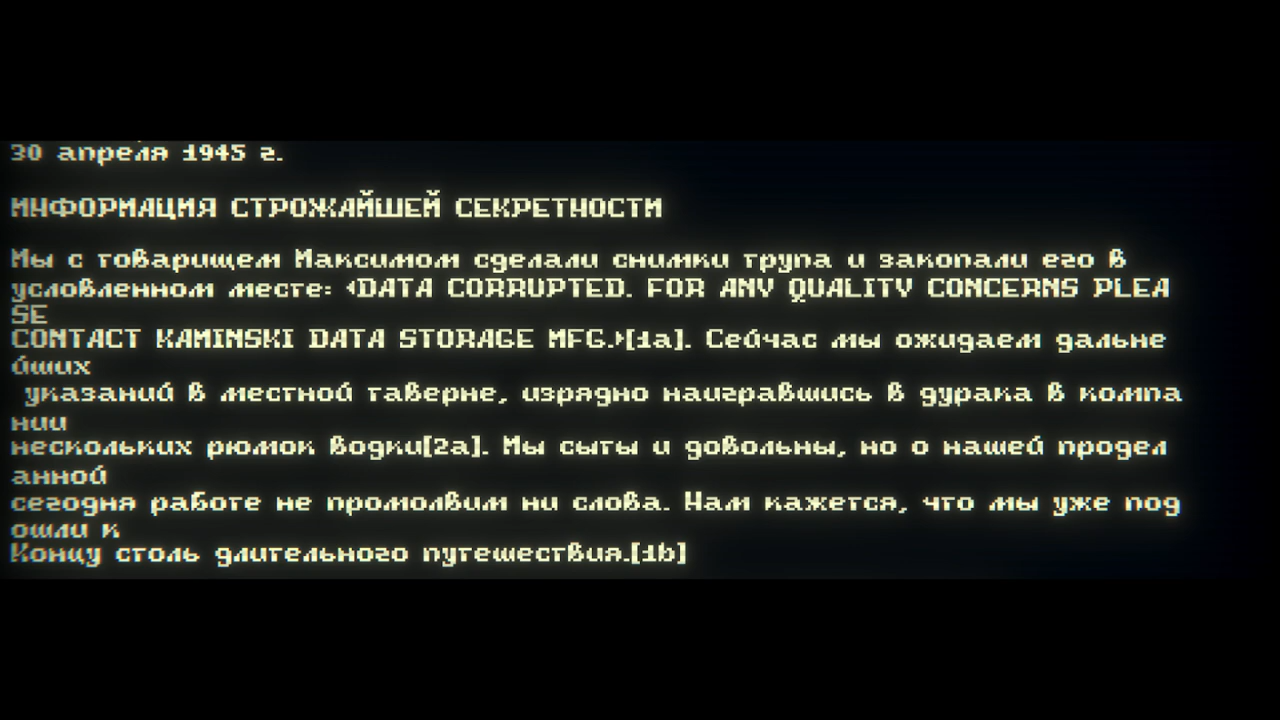 30 апреля 1945 г.
ИНФОРМАЦИЯ СТРОЖАЙШЕЙ СЕКРЕТНОСТИ
Мы с товарищем Максимом сделали снимки трупа и закопали его в
условленном месте: <DATA CORRUPTED. FOR ANY QUALITY CONCERNS PLEA
SE
CONTACT KAMINSKI DATA STORAGE MFG.>[1a]. Сейчас мы ожидаем дальне
йших
указаний в местной таверне, изрядно наигравшись в дурака в компа
нии
нескольких рюмок водки[2a]. Мы сыты и довольны, но о нашей продел
анной
сегодня работе не промолвим ни слова. Нам кажется, что мы уже под
ошли к
Концу столь длительного путешествия.[1b]